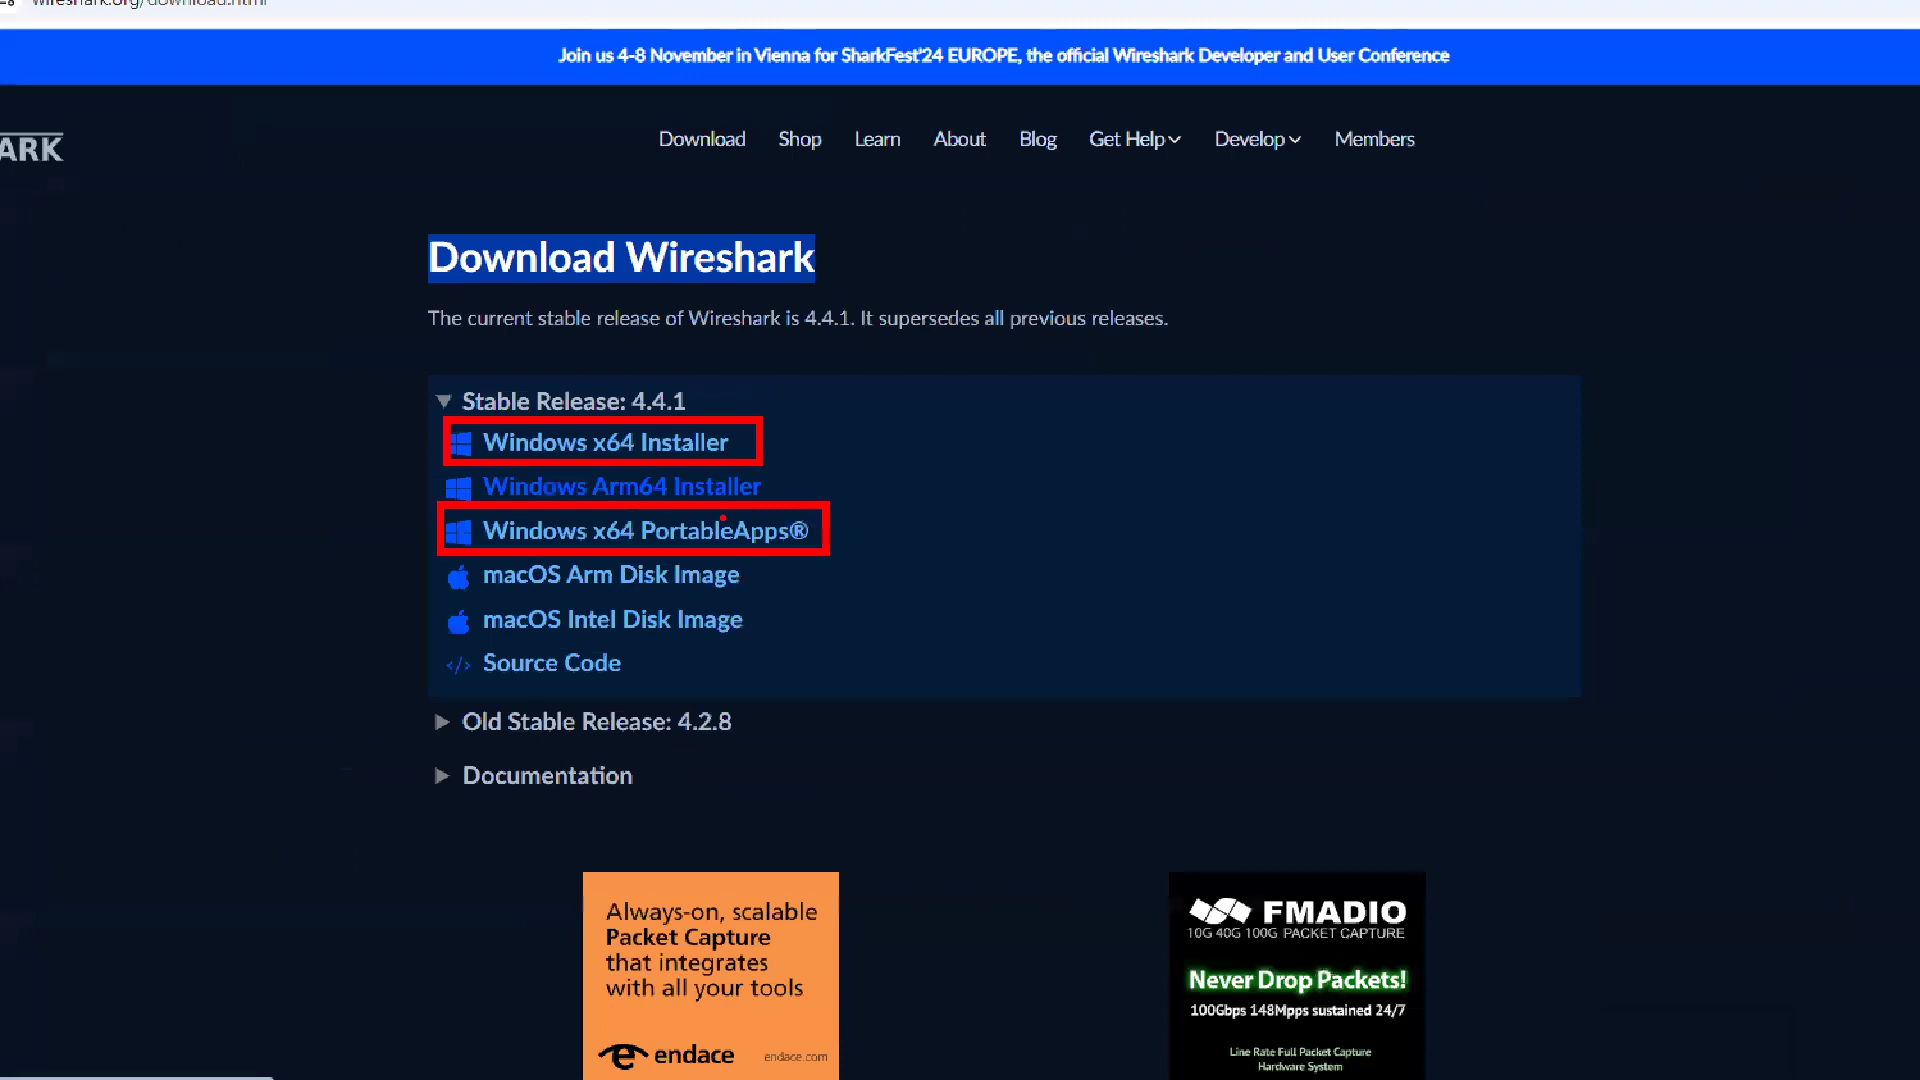 wireshark.org/download.html
Join us 4-8 November in Vienna for SharkFest'24 EUROPE, the official Wireshark Developer and User Conference
ARK
Download Shop Learn About Blog Get Help Develop Members
Download Wireshark
The current stable release of Wireshark is 4.4.1. It supersedes all previous releases.
Stable Release: 4.4.1
Windows x64 Installer
Windows Arm64 Installer
Windows x64 PortableApps®
macOS Arm Disk Image
macOS Intel Disk Image
</> Source Code
Old Stable Release: 4.2.8
Documentation
Always-on, scalable
Packet Capture
that integrates
with all your tools
endace endace.com
FMADIO
10G 40G 100G PACKET CAPTURE
Never Drop Packets!
100Gbps 148Mpps sustained 24/7
Line Rate Full Packet Capture
Hardware System